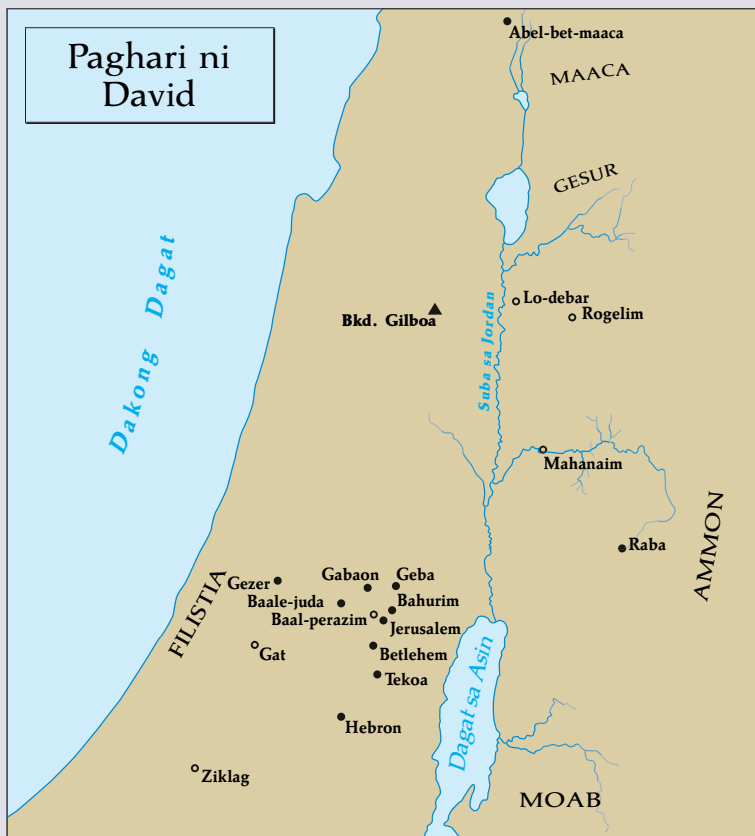 Paghari ni
David
Abel-bet-maaca
MAACA
GESUR
Dakong Dagat
Lo-debar
Rogelim
Bkd. Gilboa
Suba sa Jordan
Mahanaim
AMMON
Raba
FILISTIA
Gezer
Gabaon
Geba
Baale-juda
Bahurim
Baal-perazim
Jerusalem
Gat
Betlehem
Tekoa
Dagat sa Asin
Hebron
Ziklag
MOAB